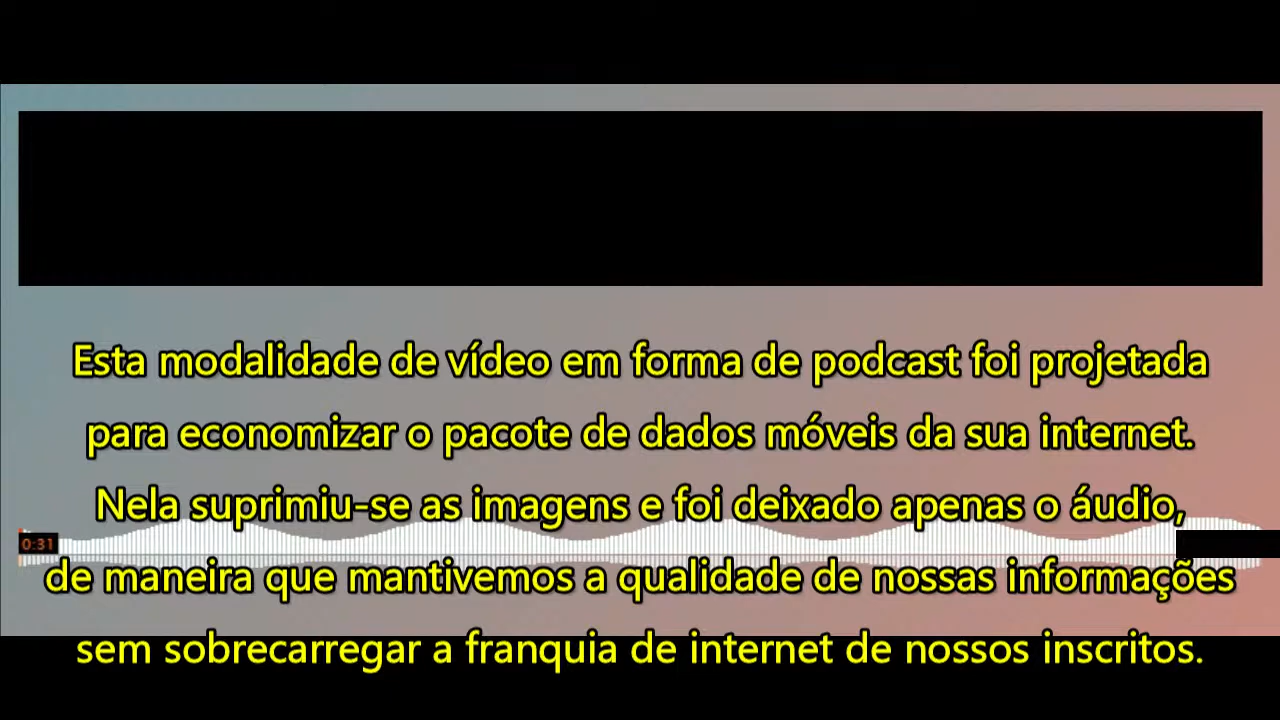 Esta modalidade de vídeo em forma de podcast foi projetada
para economizar o pacote de dados móveis da sua internet.
Nela suprimiu-se as imagens e foi deixado apenas o áudio,
0:31
de maneira que mantivemos a qualidade de nossas informações
sem sobrecarregar a franquia de internet de nossos inscritos.